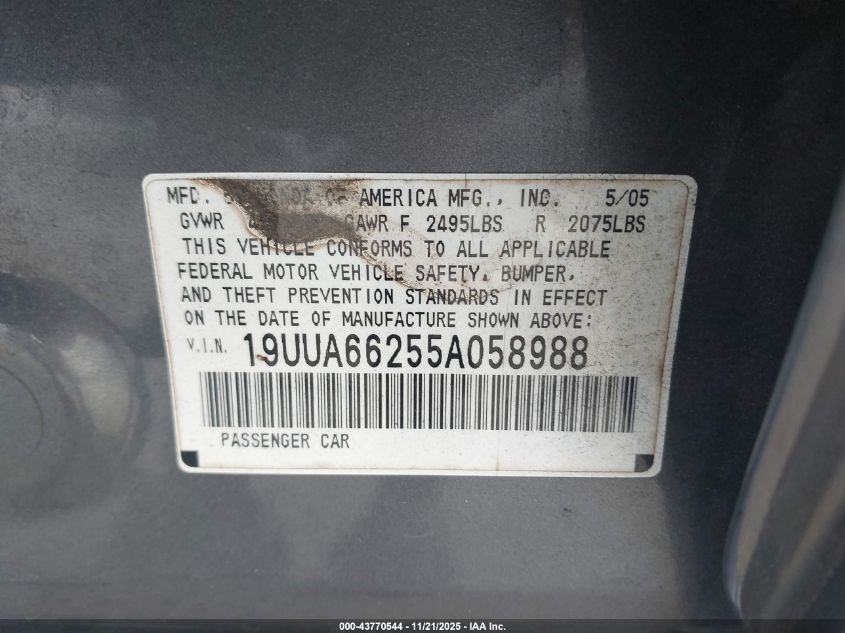 MFD. OF AMERICA MFG., INC. 5/05
GVWR GAWR F 2495LBS R 2075LBS
THIS VEHICLE CONFORMS TO ALL APPLICABLE
FEDERAL MOTOR VEHICLE SAFETY, BUMPER,
AND THEFT PREVENTION STANDARDS IN EFFECT
ON THE DATE OF MANUFACTURE SHOWN ABOVE:
V.I.N. 19UUA66255A058988
PASSENGER CAR
000-43770544 - 11/21/2025 - IAA Inc.